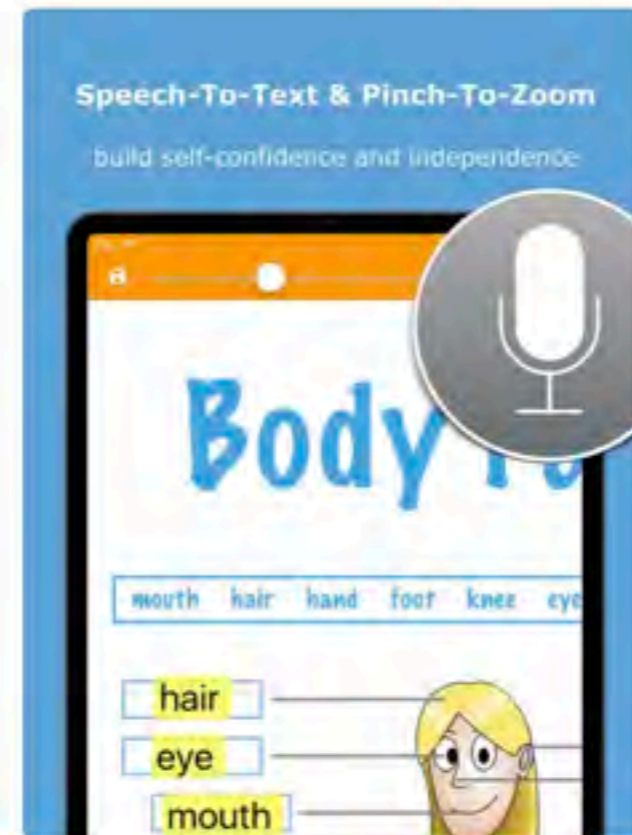 Speech-To-Text & Pinch-To-Zoom
build self-confidence and independence
Body
mouth hair hand foot knee eye
hair
eye
mouth